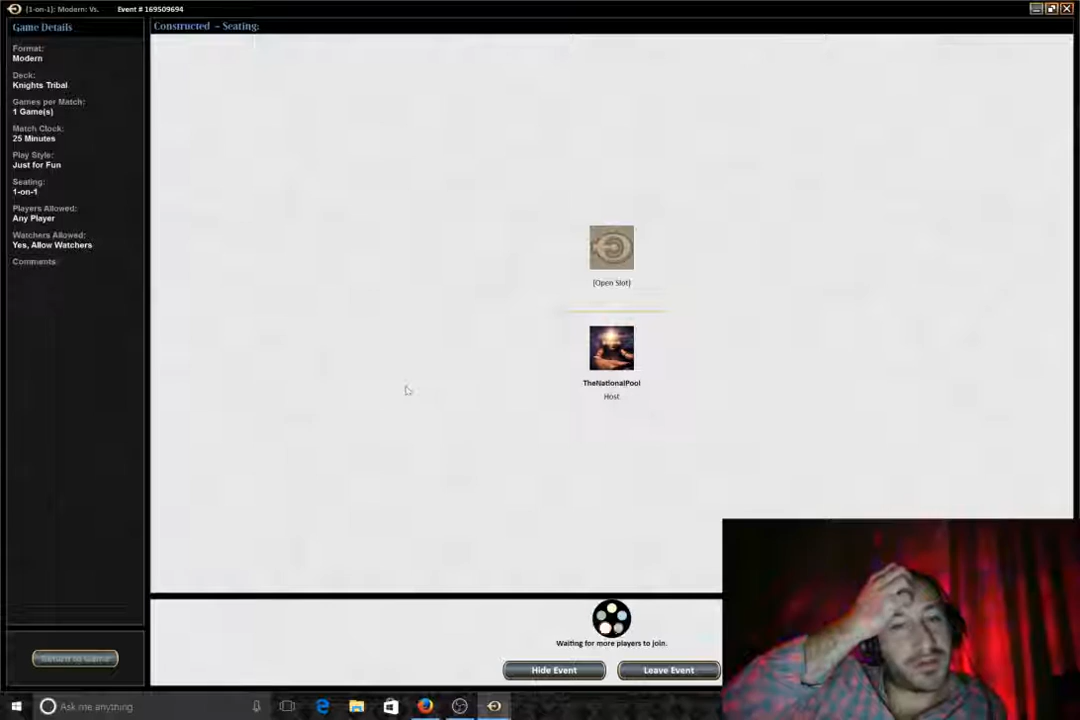 [1-on-1]: Modern: Vs. Event # 169509694
Game Details
Constructed - Seating:
Format:
Modern
Deck:
Knights Tribal
Games per Match:
1 Game(s)
Match Clock:
25 Minutes
Play Style:
Just for Fun
Seating:
1-on-1
Players Allowed:
Any Player
Watchers Allowed:
Yes, Allow Watchers
Comments
(Open Slot)
TheNationalPool
Host
Waiting for more players to join.
Return to Game
Hide Event
Leave Event
Ask me anything